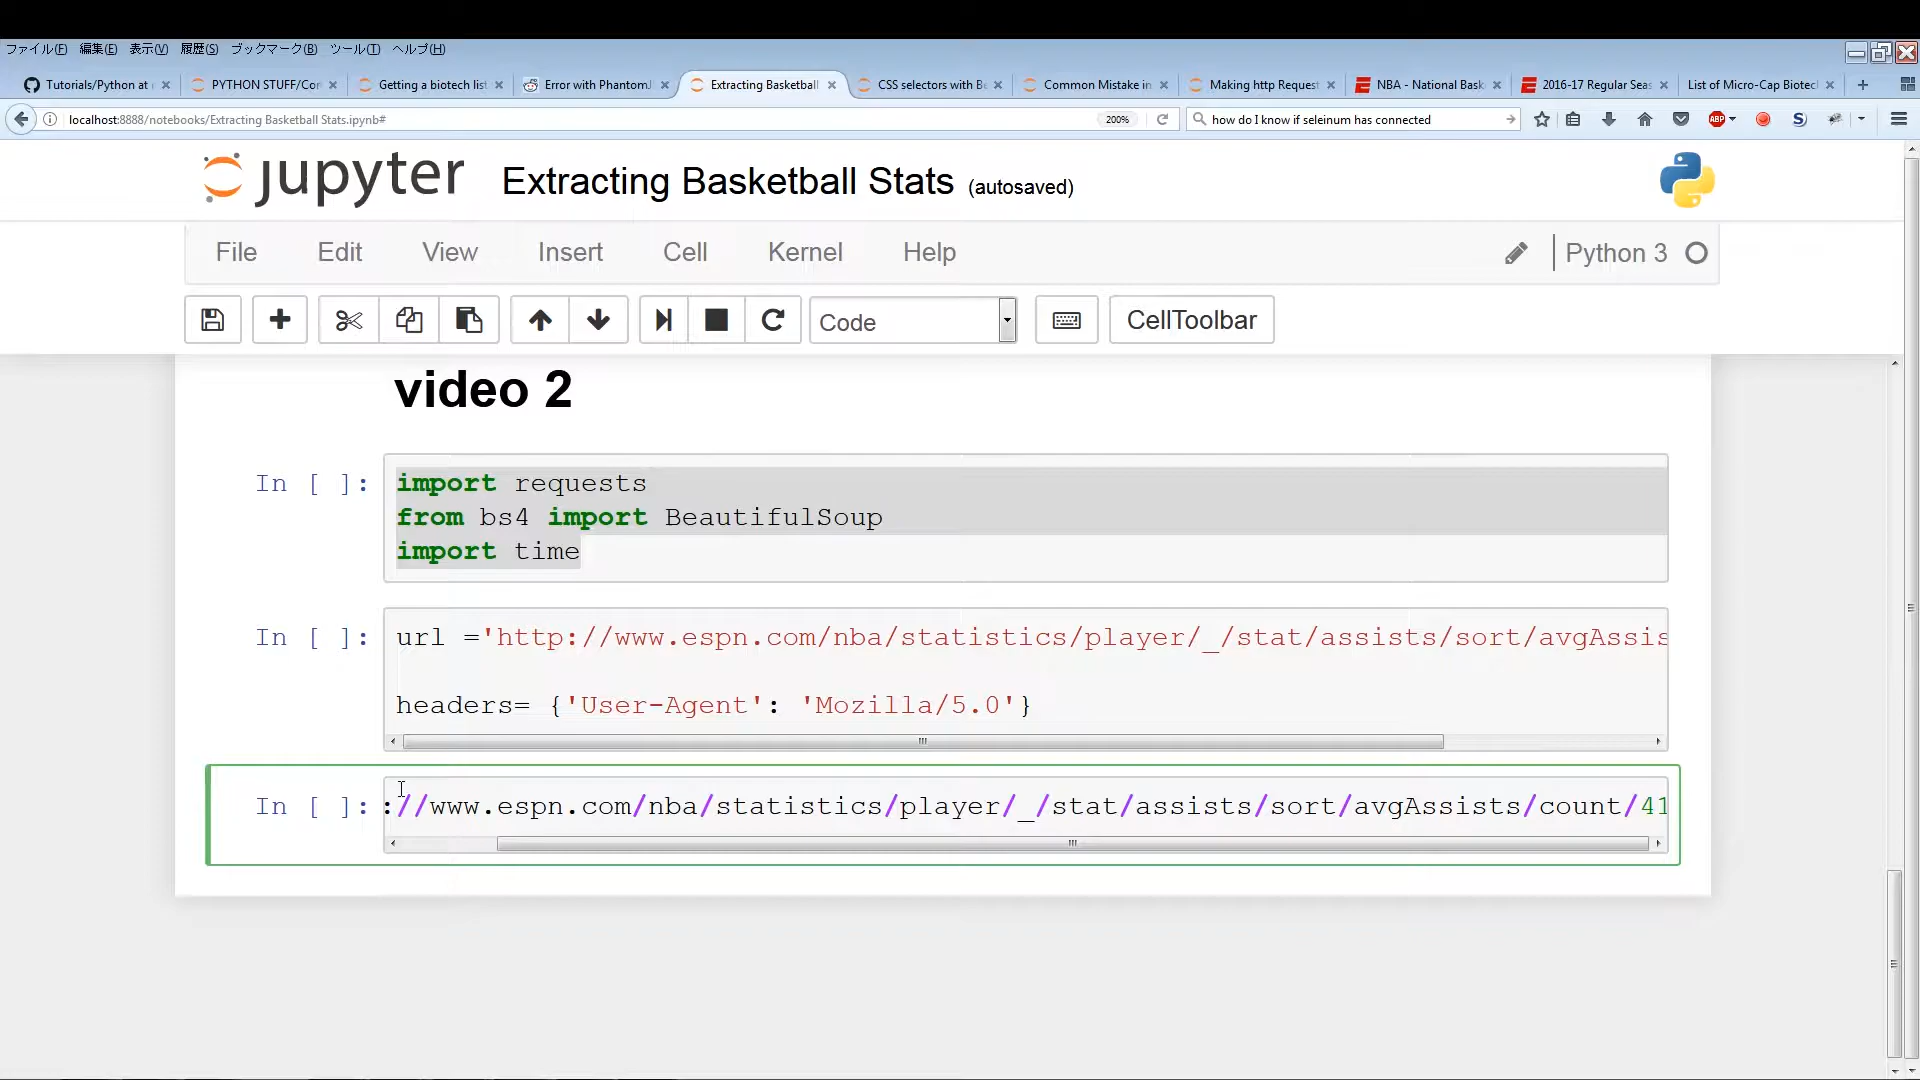 ファイル(F) 編集(E) 表示(V) 履歴(S) ブックマーク(B) ツール(T) ヘルプ(H)
Tutorials/Python at PYTHON STUFF/Cor Getting a biotech list Error with PhantomJ Extracting Basketball CSS selectors with Be Common Mistake in Making http Request NBA - National Bask 2016-17 Regular Seas List of Micro-Cap Biotec
localhost:8888/notebooks/Extracting Basketball Stats.ipynb# 200% how do I know if seleinum has connected ABP S
jupyter Extracting Basketball Stats (autosaved)
File Edit View Insert Cell Kernel Help Python 3
Code CellToolbar
video 2
In [ ]: import requests
from bs4 import BeautifulSoup
import time
In [ ]: url ='http://www.espn.com/nba/statistics/player/_/stat/assists/sort/avgAssis
headers= {'User-Agent': 'Mozilla/5.0'}
In [ ]: ://www.espn.com/nba/statistics/player/_/stat/assists/sort/avgAssists/count/41